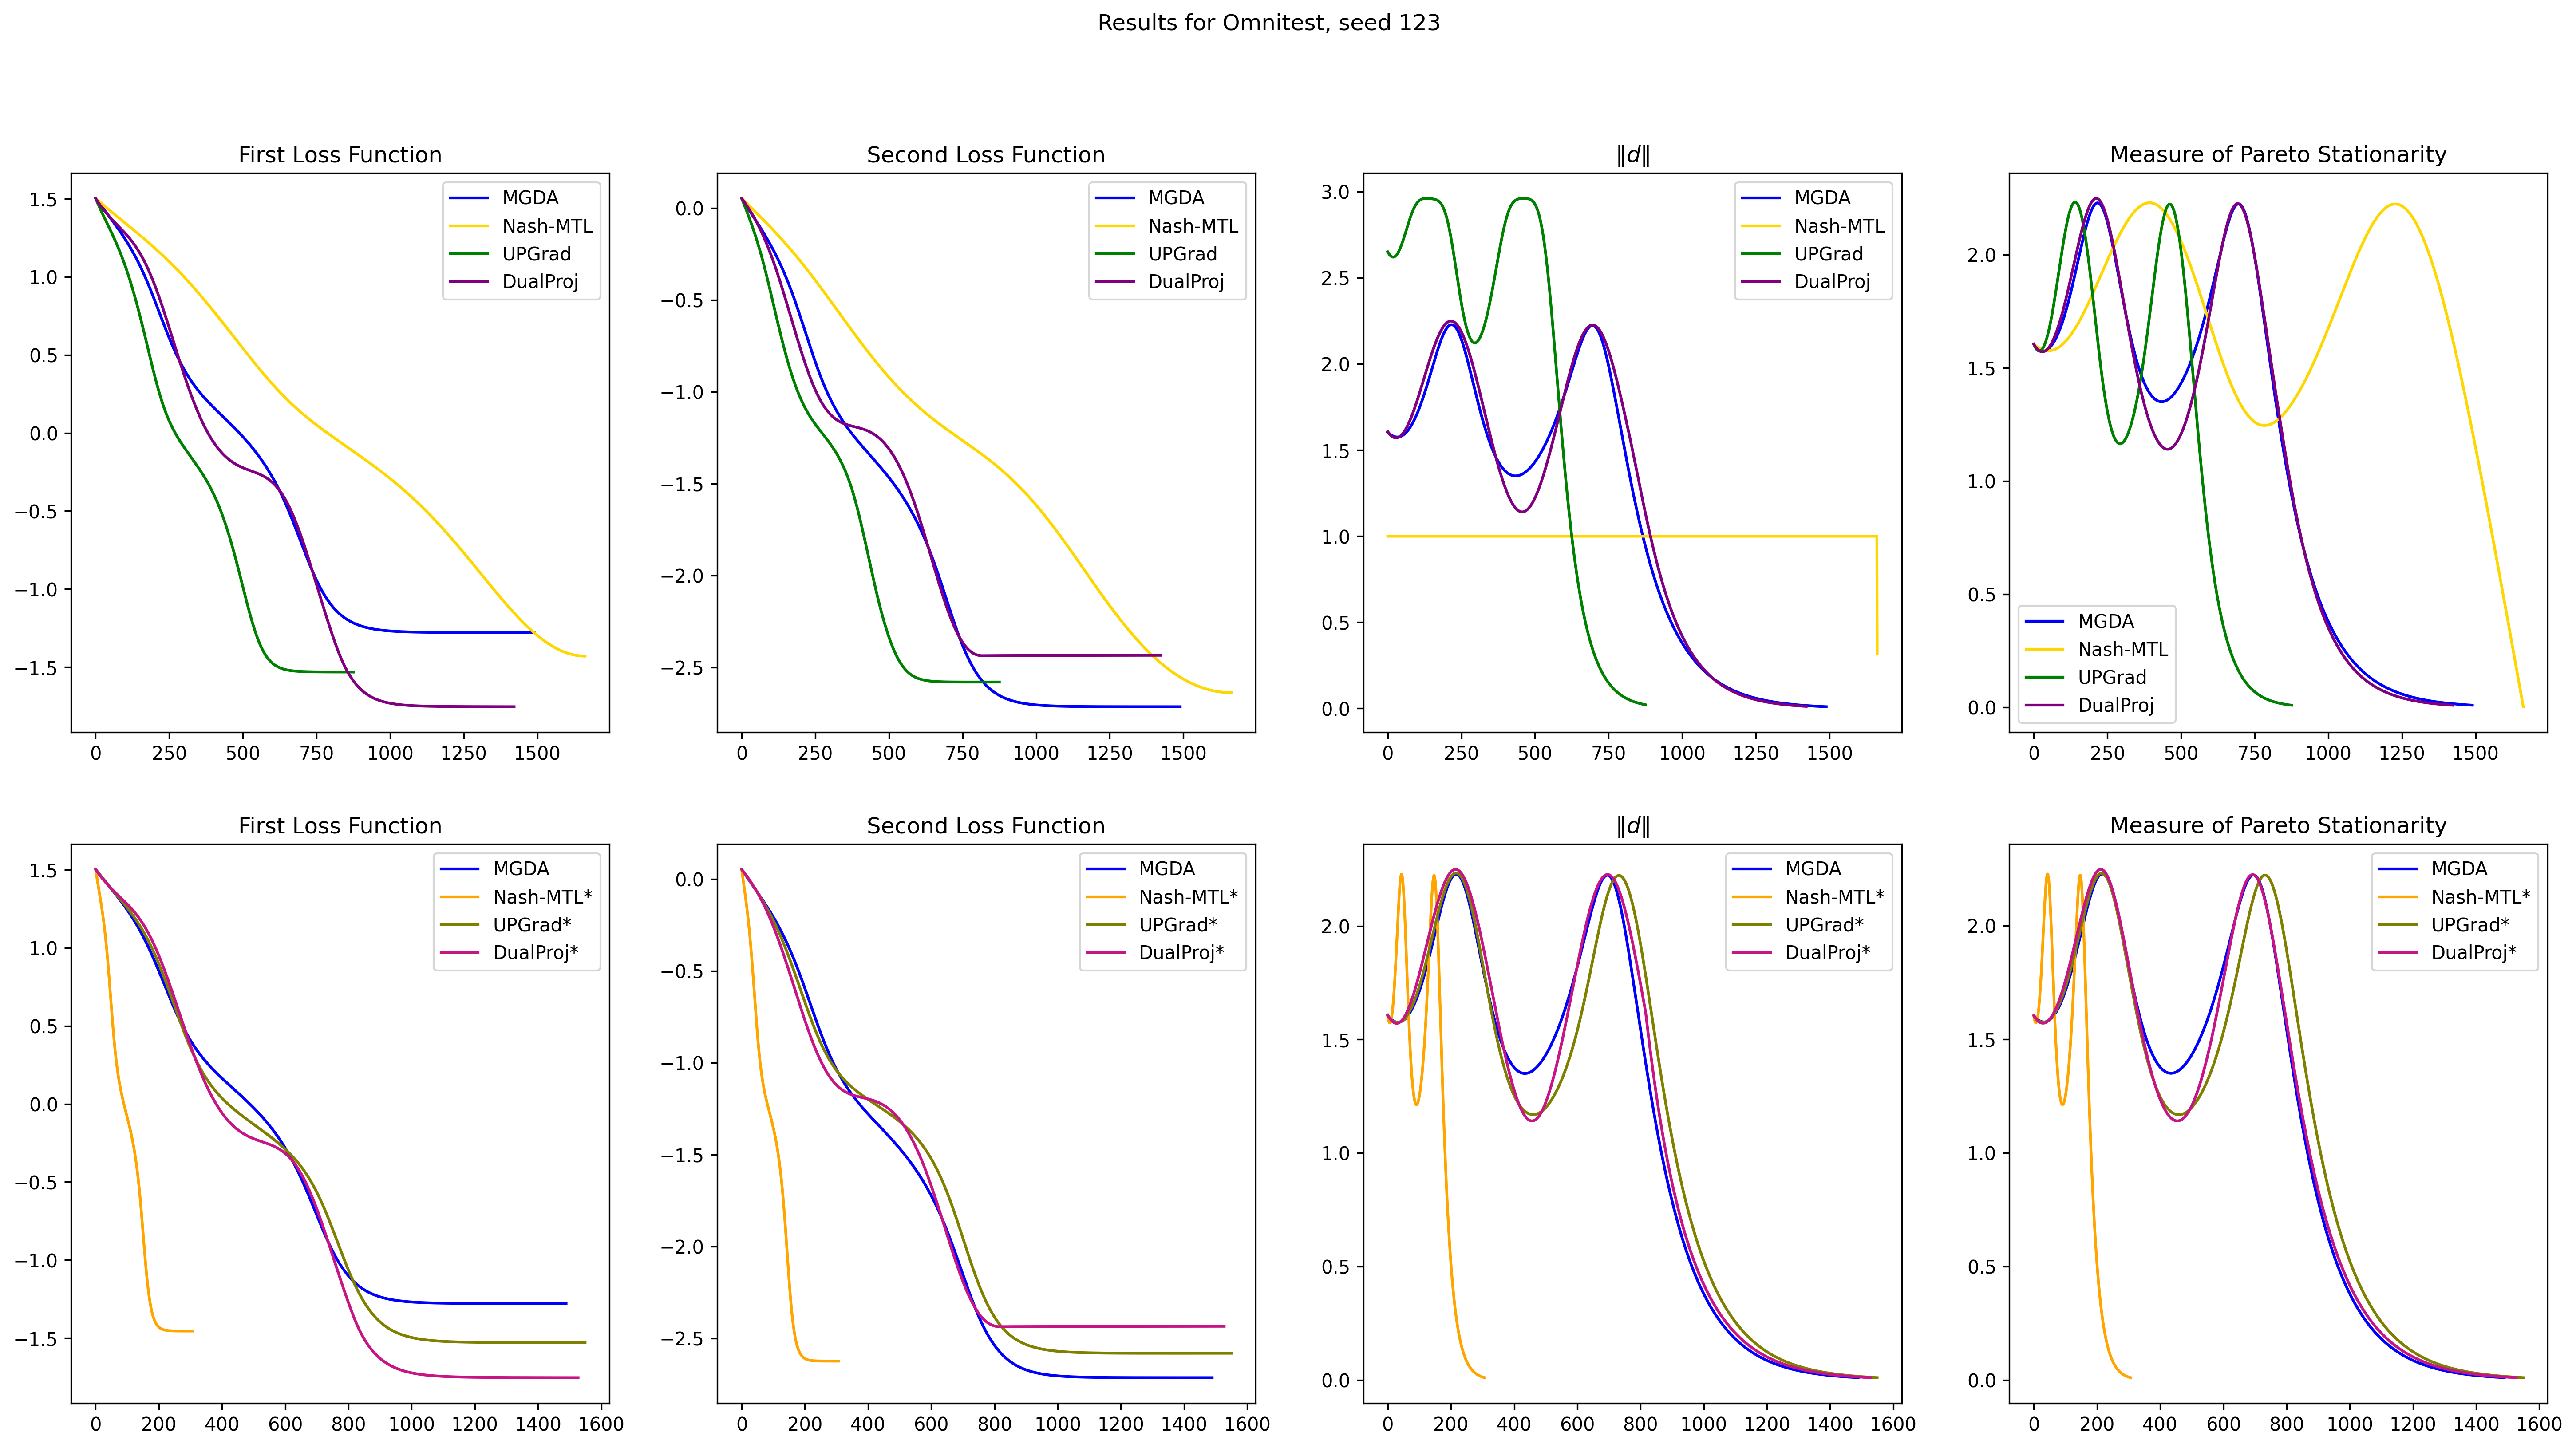 Results for Omnitest, seed 123
First Loss Function
1.5
1.0
0.5
0.0
−0.5
−1.0
−1.5
0 250 500 750 1000 1250 1500
MGDA
Nash-MTL
UPGrad
DualProj
Second Loss Function
0.0
−0.5
−1.0
−1.5
−2.0
−2.5
0 250 500 750 1000 1250 1500
MGDA
Nash-MTL
UPGrad
DualProj
‖d‖
3.0
2.5
2.0
1.5
1.0
0.5
0.0
0 250 500 750 1000 1250 1500
MGDA
Nash-MTL
UPGrad
DualProj
Measure of Pareto Stationarity
2.0
1.5
1.0
0.5
0.0
0 250 500 750 1000 1250 1500
MGDA
Nash-MTL
UPGrad
DualProj
First Loss Function
1.5
1.0
0.5
0.0
−0.5
−1.0
−1.5
0 200 400 600 800 1000 1200 1400 1600
MGDA
Nash-MTL*
UPGrad*
DualProj*
Second Loss Function
0.0
−0.5
−1.0
−1.5
−2.0
−2.5
0 200 400 600 800 1000 1200 1400 1600
MGDA
Nash-MTL*
UPGrad*
DualProj*
‖d‖
2.0
1.5
1.0
0.5
0.0
0 200 400 600 800 1000 1200 1400 1600
MGDA
Nash-MTL*
UPGrad*
DualProj*
Measure of Pareto Stationarity
2.0
1.5
1.0
0.5
0.0
0 200 400 600 800 1000 1200 1400 1600
MGDA
Nash-MTL*
UPGrad*
DualProj*